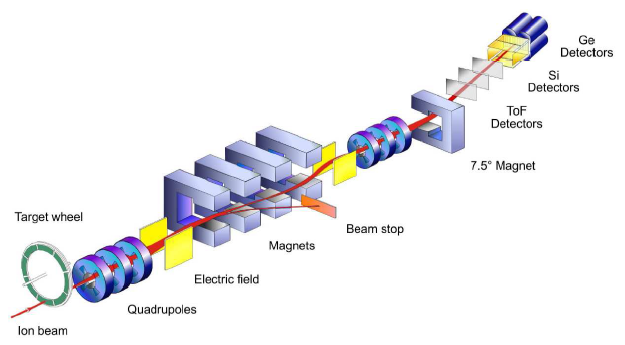 Ge
Detectors
Si
Detectors
ToF
Detectors
7.5° Magnet
Beam stop
Magnets
Electric field
Quadrupoles
Target wheel
Ion beam